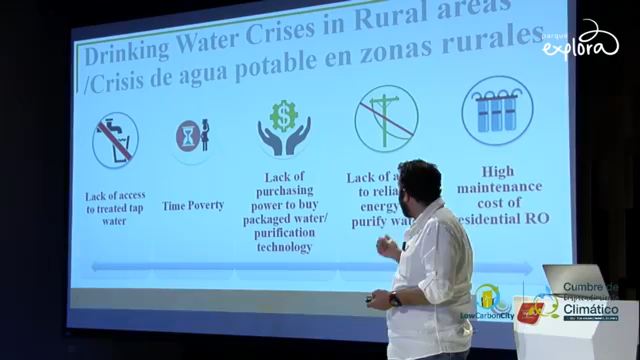 Drinking Water Crises in Rural areas
/Crisis de agua potable en zonas rurales
Lack of access
to treated tap
water
Time Poverty
Lack of
purchasing
power to buy
packaged water/
purification
technology
Lack of a
to relia
energy
purify wa
High
maintenance
cost of
residential RO
parque
explora
LowCarbonCity
Cumbre de
Climático